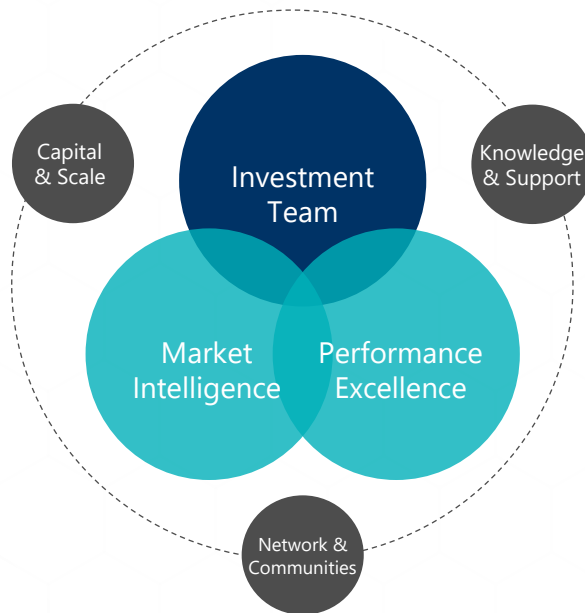 Capital
& Scale
Knowledge
& Support
Investment
Team
Market
Intelligence
Performance
Excellence
Network &
Communities